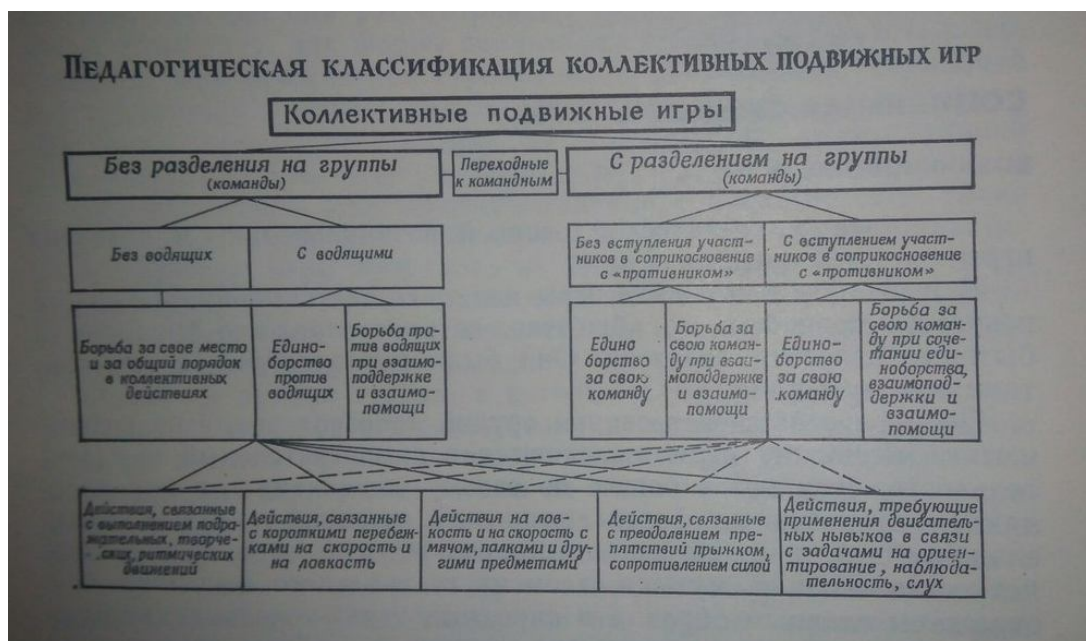 ПЕДАГОГИЧЕСКАЯ КЛАССИФИКАЦИЯ КОЛЛЕКТИВНЫХ ПОДВИЖНЫХ ИГР
Коллективные подвижные игры
Без разделения на группы
(команды)
Переходные
к командным
С разделением на группы
(команды)
Без водящих
С водящими
Без вступления участ-
ников в соприкосновение
с «противником»
С вступлением участ-
ников в соприкосновение
с «противником»
Борьба за свое место
и за общий порядок
в коллективных
действиях
Едино-
борство
против
водящих
Борьба про-
тив водящих
при взаимо-
поддержке
и взаимо-
помощи
Едино
борство
за свою
команду
Борьба за
свою коман-
ду при взаи-
моподдержке
и взаимо-
помощи
Едино-
борство
за свою
команду
Борьба за
свою коман-
ду при соче-
тании еди-
ноборства,
взаимопод-
держки и
взаимо-
помощи
Действия, связанные
с выполнением подра-
жательных, творче-
ских, ритмических
движений
Действия, связанные
с короткими перебеж-
ками на скорость и
на ловкость
Действия на лов-
кость и на скорость с
мячом, палками и дру-
гими предметами
Действия, связанные
с преодолением пре-
пятствий прыжком,
сопротивлением силой
Действия, требующие
применения двигатель-
ных нывыков в связи
с задачами на ориен-
тирование, наблюда-
тельность, слух